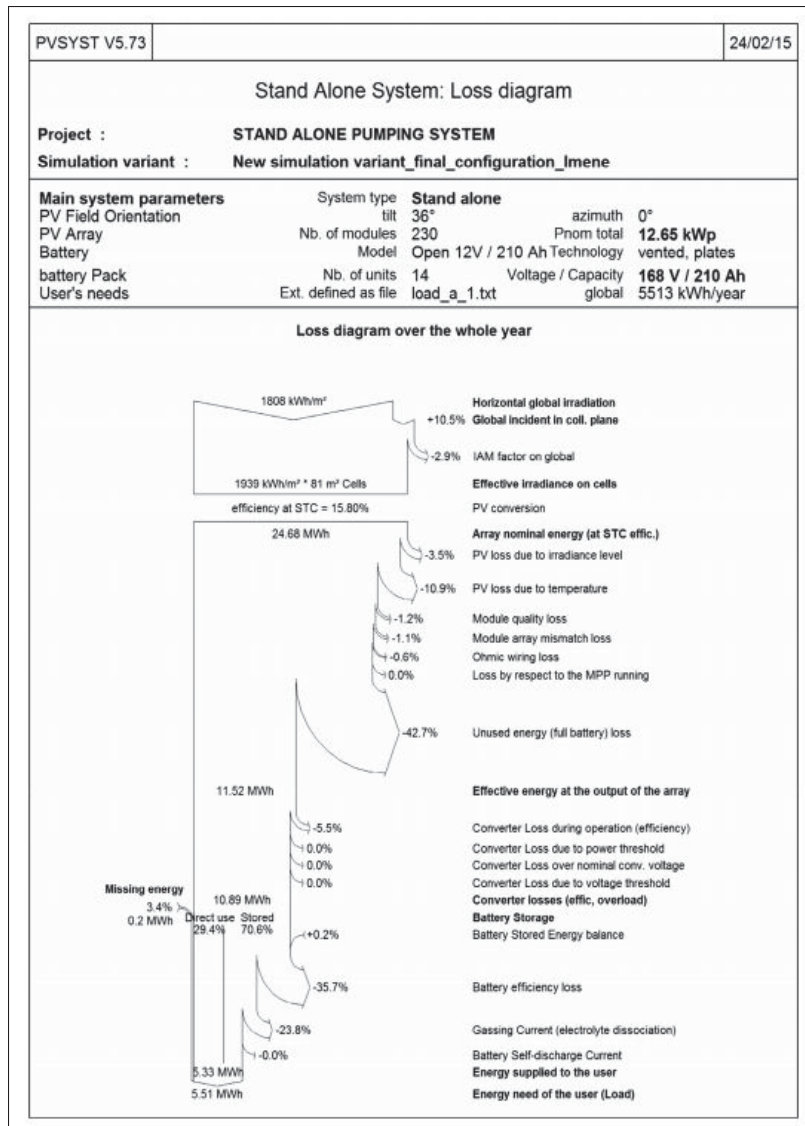 PVSYST V5.73 24/02/15
Stand Alone System: Loss diagram
Project : STAND ALONE PUMPING SYSTEM
Simulation variant : New simulation variant_final_configuration_Imene
Main system parameters System type Stand alone
PV Field Orientation tilt 36° azimuth 0°
PV Array Nb. of modules 230 Pnom total 12.65 kWp
Battery Model Open 12V / 210 Ah Technology vented, plates
battery Pack Nb. of units 14 Voltage / Capacity 168 V / 210 Ah
User's needs Ext. defined as file load_a_1.txt global 5513 kWh/year
Loss diagram over the whole year
1808 kWh/m² Horizontal global irradiation
+10.5% Global incident in coll. plane
-2.9% IAM factor on global
1939 kWh/m² * 81 m² Cells Effective irradiance on cells
efficiency at STC = 15.80% PV conversion
24.68 MWh Array nominal energy (at STC effic.)
-3.5% PV loss due to irradiance level
-10.9% PV loss due to temperature
-1.2% Module quality loss
-1.1% Module array mismatch loss
-0.6% Ohmic wiring loss
0.0% Loss by respect to the MPP running
-42.7% Unused energy (full battery) loss
11.52 MWh Effective energy at the output of the array
-5.5% Converter Loss during operation (efficiency)
0.0% Converter Loss due to power threshold
0.0% Converter Loss over nominal conv. voltage
0.0% Converter Loss due to voltage threshold
Missing energy 10.89 MWh Converter losses (effic, overload)
3.4% Direct use Stored Battery Storage
0.2 MWh 29.4% 70.6% +0.2% Battery Stored Energy balance
-35.7% Battery efficiency loss
-23.8% Gassing Current (electrolyte dissociation)
-0.0% Battery Self-discharge Current
5.33 MWh Energy supplied to the user
5.51 MWh Energy need of the user (Load)